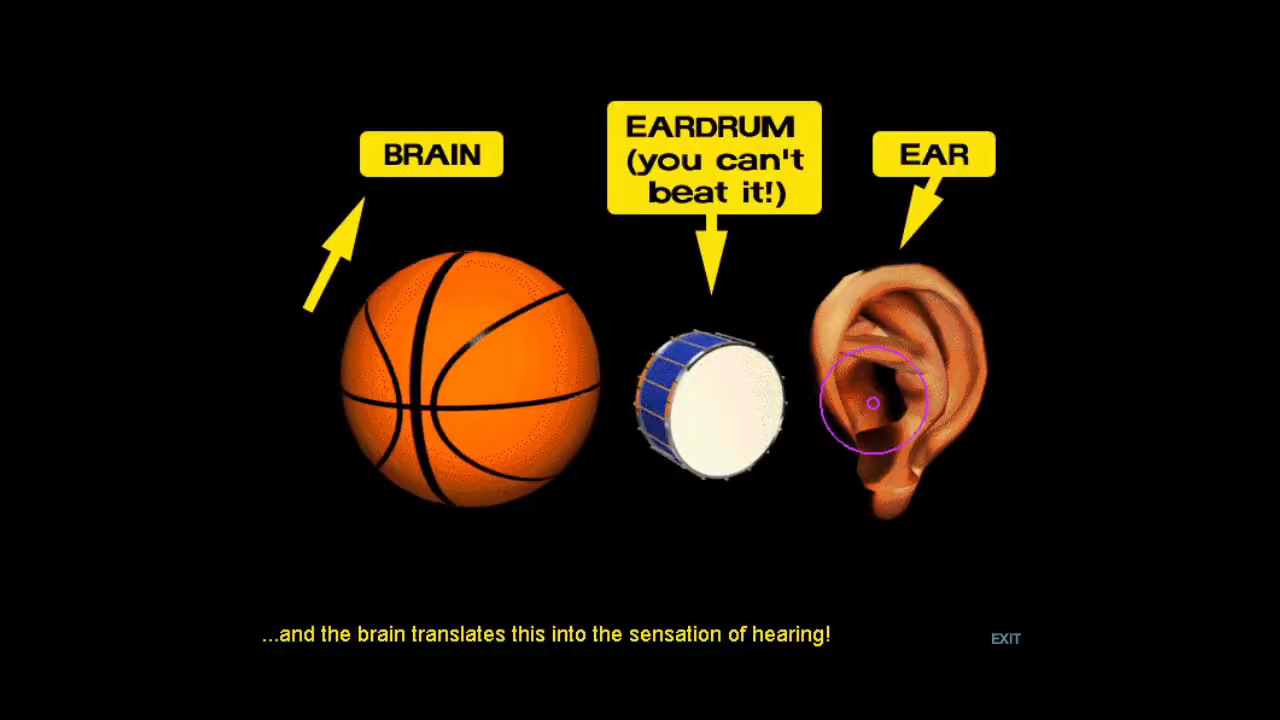 BRAIN
EARDRUM
(you can't
beat it!)
EAR
...and the brain translates this into the sensation of hearing!
EXIT